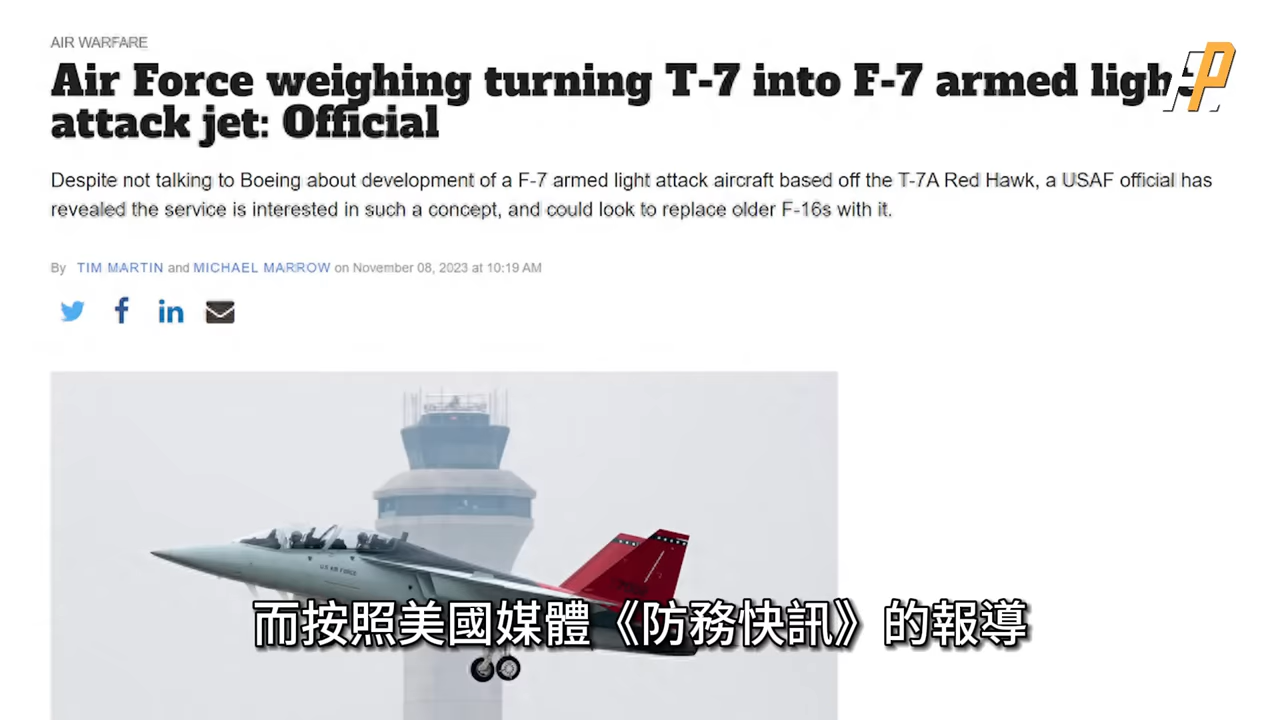 AIR WARFARE
Air Force weighing turning T-7 into F-7 armed light
attack jet: Official
Despite not talking to Boeing about development of a F-7 armed light attack aircraft based off the T-7A Red Hawk, a USAF official has
revealed the service is interested in such a concept, and could look to replace older F-16s with it.
By TIM MARTIN and MICHAEL MARROW on November 08, 2023 at 10:19 AM
U.S. AIR FORCE
而按照美國媒體《防務快訊》的報導